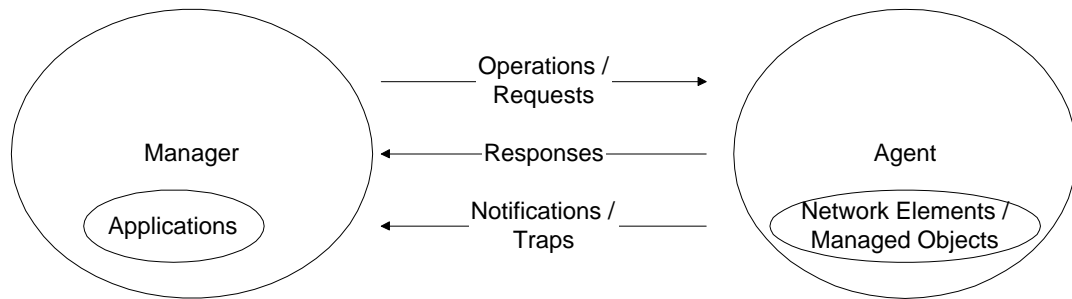 Operations /
Requests
Manager
Responses
Agent
Applications
Notifications /
Traps
Network Elements /
Managed Objects